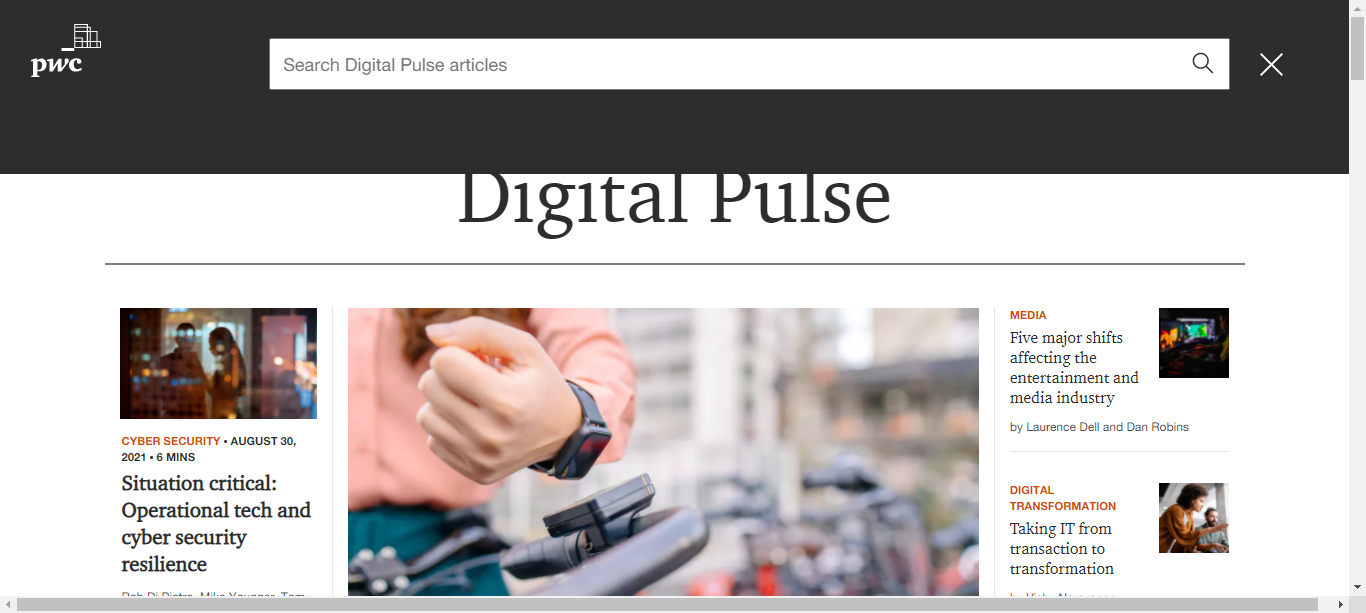 pwc
Search Digital Pulse articles
Digital Pulse
CYBER SECURITY • AUGUST 30,
2021 • 6 MINS
Situation critical:
Operational tech and
cyber security
resilience
MEDIA
Five major shifts
affecting the
entertainment and
media industry
by Laurence Dell and Dan Robins
DIGITAL
TRANSFORMATION
Taking IT from
transaction to
transformation